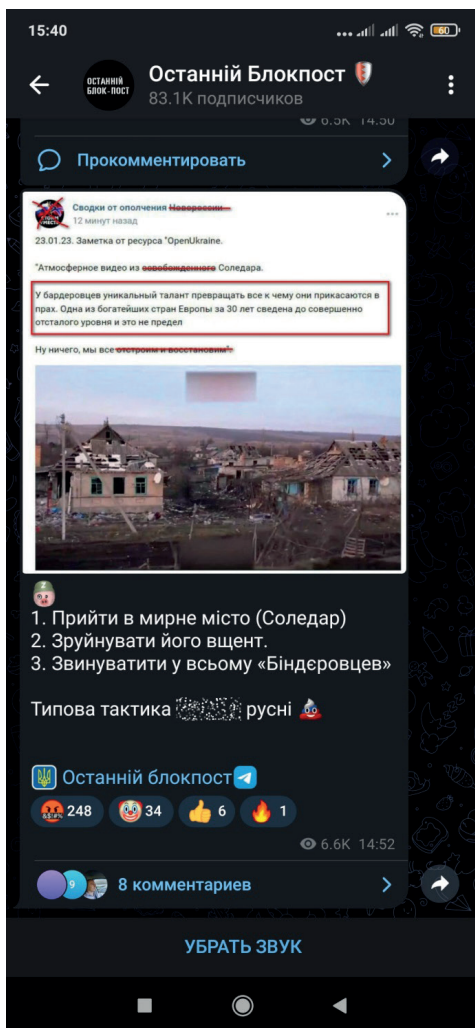 15:40
60
ОСТАННІЙ
БЛОК-ПОСТ
Останній Блокпост
83.1K подписчиков
6.5K 14:50
Прокомментировать
Сводки от ополчения Новороссии
12 минут назад
23.01.23. Заметка от ресурса "OpenUkraine.
"Атмосферное видео из освобожденного Соледара.
У бардеровцев уникальный талант превращать все к чему они прикасаются в
прах. Одна из богатейших стран Европы за 30 лет сведена до совершенно
отсталого уровня и это не предел
Ну ничего, мы все отстроим и восстановим".
1. Прийти в мирне місто (Соледар)
2. Зруйнувати його вщент.
3. Звинуватити у всьому «Біндєровцев»
Типова тактика русні
Останній блокпост
248 34 6 1
6.6K 14:52
9
8 комментариев
УБРАТЬ ЗВУК